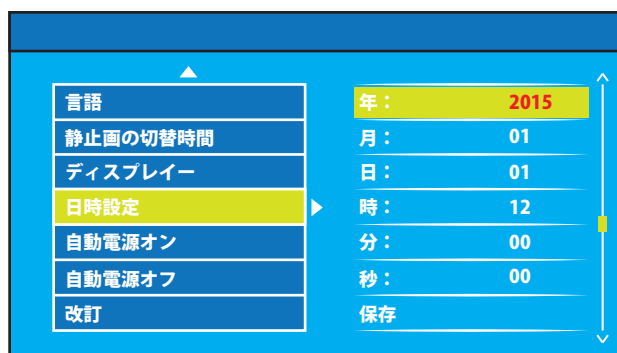 言語
静止画の切替時間
ディスプレイー
日時設定
自動電源オン
自動電源オフ
改訂
年： 2015
月： 01
日： 01
時： 12
分： 00
秒： 00
保存